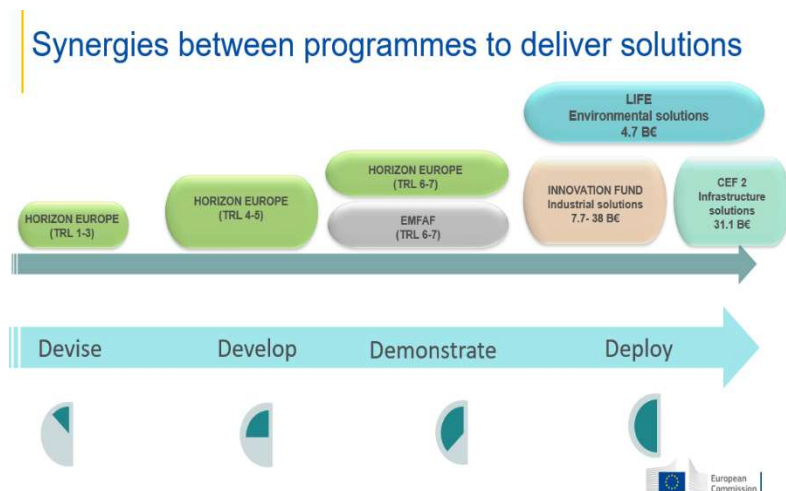 Synergies between programmes to deliver solutions
LIFE
Environmental solutions
4.7 B€
HORIZON EUROPE
(TRL 1-3)
HORIZON EUROPE
(TRL 4-5)
HORIZON EUROPE
(TRL 6-7)
EMFAF
(TRL 6-7)
INNOVATION FUND
Industrial solutions
7.7- 38 B€
CEF 2
Infrastructure
solutions
31.1 B€
Devise
Develop
Demonstrate
Deploy
European
Commission